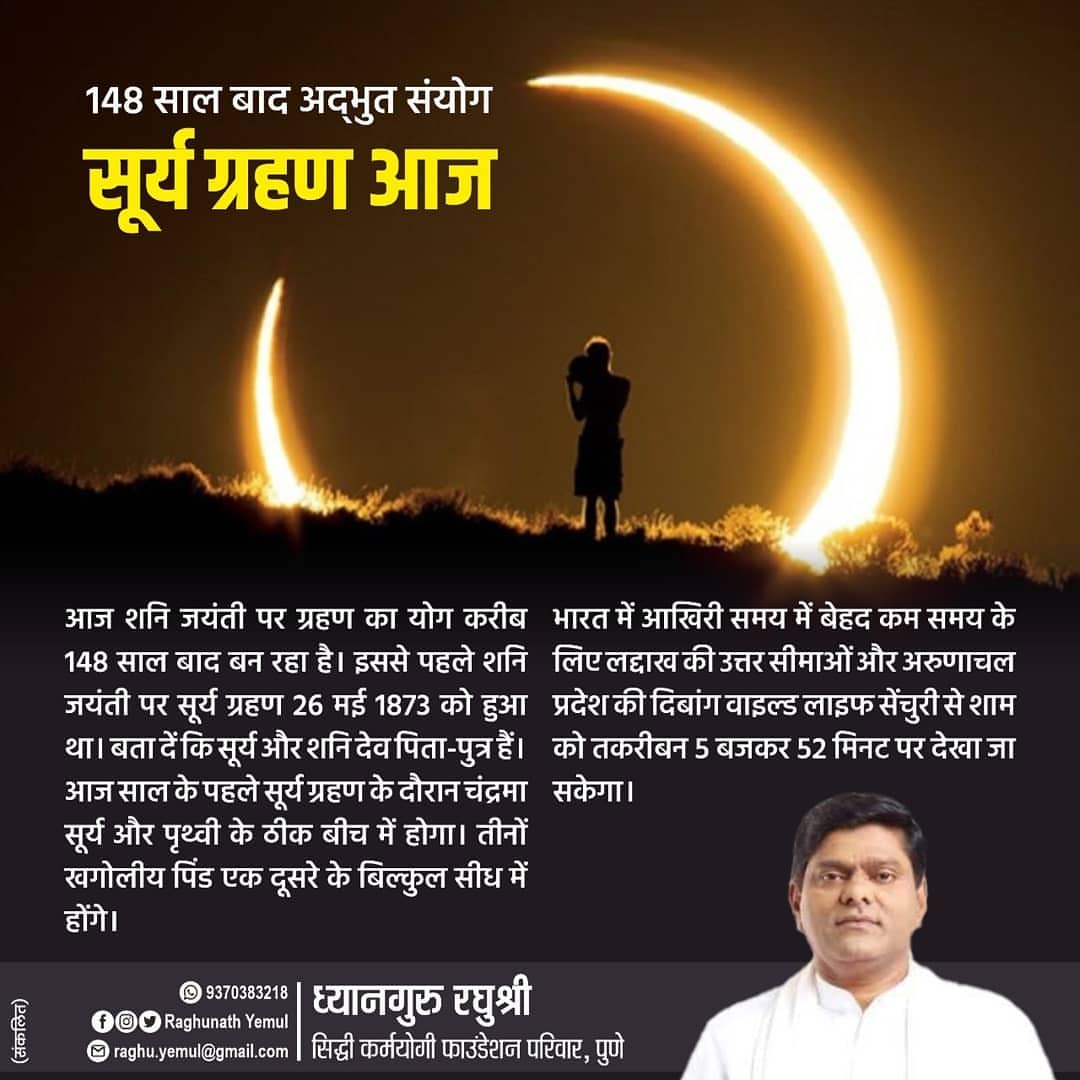 148 साल बाद अद्‌भुत संयोग
सूर्य ग्रहण आज
आज शनि जयंती पर ग्रहण का योग करीब
148 साल बाद बन रहा है। इससे पहले शनि
जयंती पर सूर्य ग्रहण 26 मई 1873 को हुआ
था। बता दें कि सूर्य और शनि देव पिता-पुत्र हैं।
आज साल के पहले सूर्य ग्रहण के दौरान चंद्रमा
सूर्य और पृथ्वी के ठीक बीच में होगा। तीनों
खगोलीय पिंड एक दूसरे के बिल्कुल सीध में
होंगे।
भारत में आखिरी समय में बेहद कम समय के
लिए लद्दाख की उत्तर सीमाओं और अरुणाचल
प्रदेश की दिबांग वाइल्ड लाइफ सेंचुरी से शाम
को तकरीबन 5 बजकर 52 मिनट पर देखा जा
सकेगा।
(संकलित)
9370383218
Raghunath Yemul
raghu.yemul@gmail.com
ध्यानगुरु रघुश्री
सिद्धी कर्मयोगी फाउंडेशन परिवार, पुणे